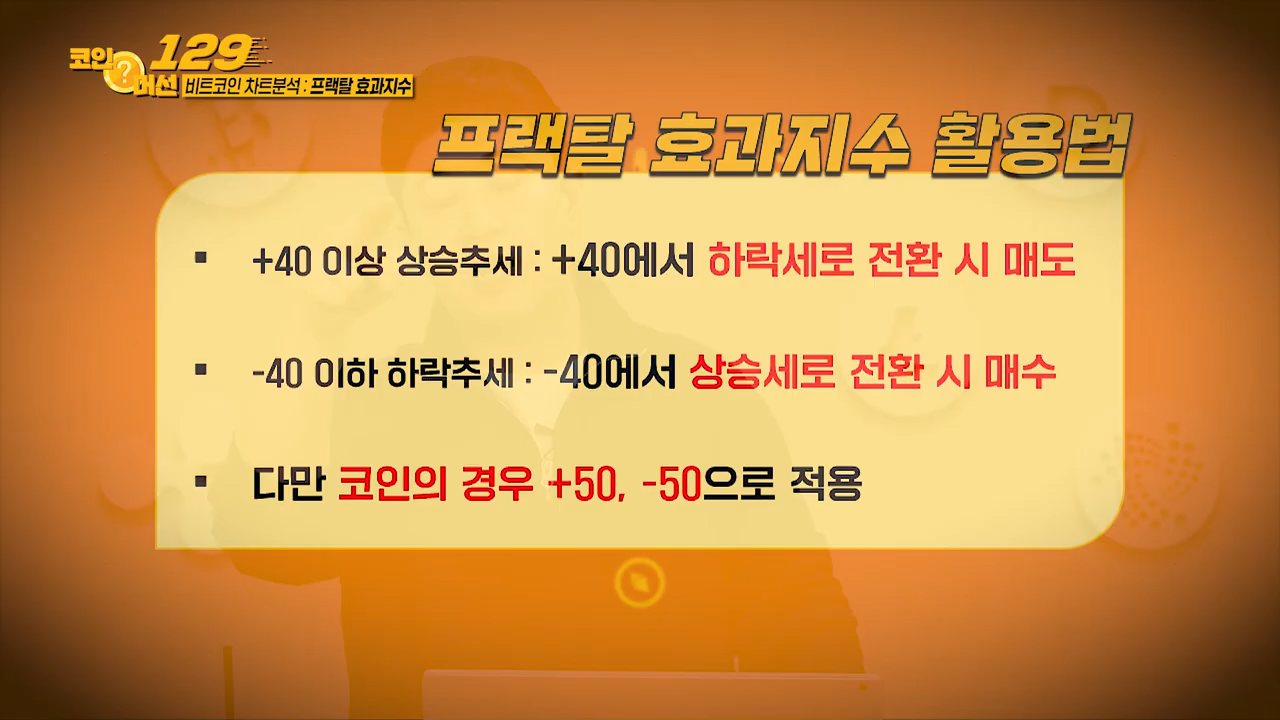 코인
?
머선
129
비트코인 차트분석 : 프랙탈 효과지수
프랙탈 효과지수 활용법
▪ +40 이상 상승추세 : +40에서 하락세로 전환 시 매도
▪ -40 이하 하락추세 : -40에서 상승세로 전환 시 매수
▪ 다만 코인의 경우 +50, -50으로 적용